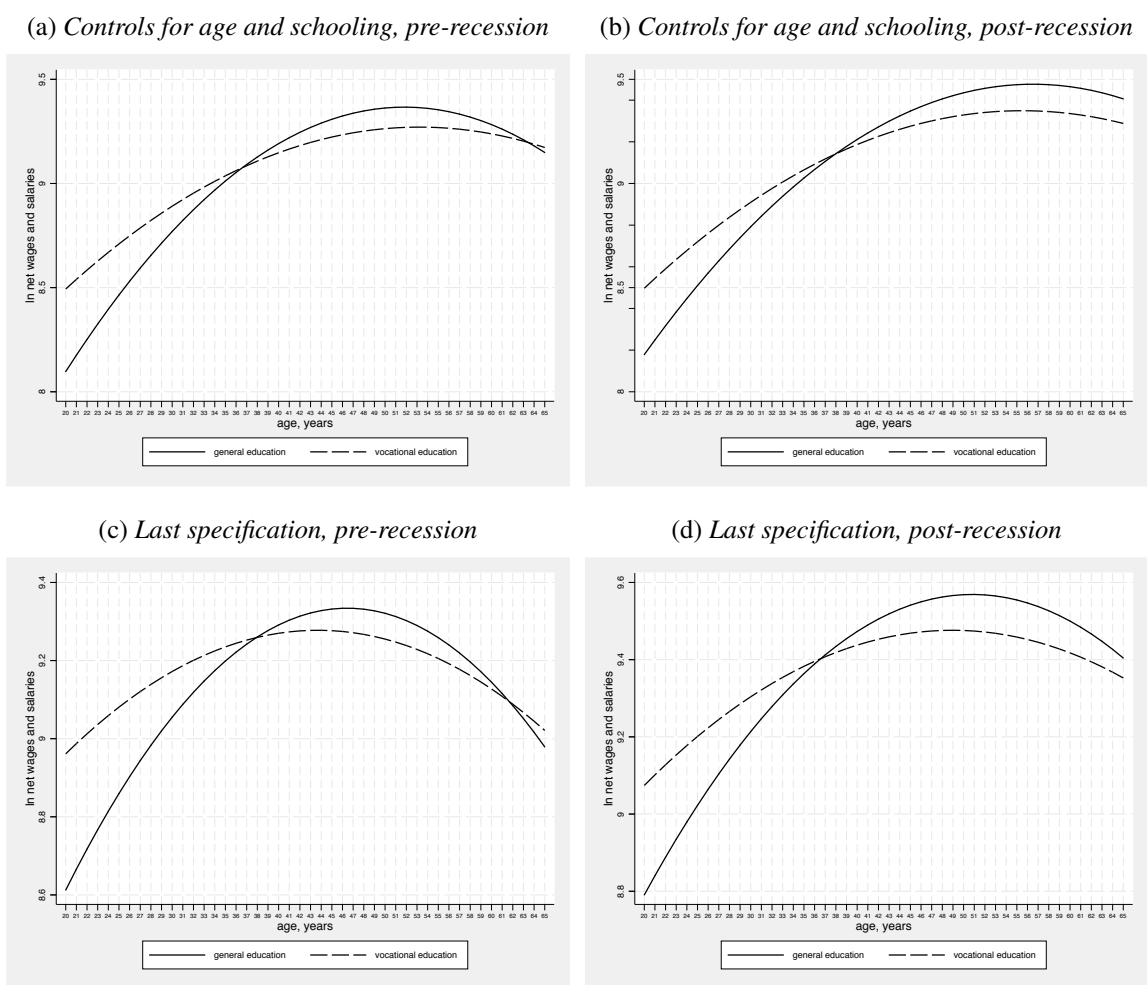 (a) Controls for age and schooling, pre-recession
ln net wages and salaries
9.5
9
8.5
8
20 21 22 23 24 25 26 27 28 29 30 31 32 33 34 35 36 37 38 39 40 41 42 43 44 45 46 47 48 49 50 51 52 53 54 55 56 57 58 59 60 61 62 63 64 65
age, years
general education vocational education
(b) Controls for age and schooling, post-recession
ln net wages and salaries
9.5
9
8.5
8
20 21 22 23 24 25 26 27 28 29 30 31 32 33 34 35 36 37 38 39 40 41 42 43 44 45 46 47 48 49 50 51 52 53 54 55 56 57 58 59 60 61 62 63 64 65
age, years
general education vocational education
(c) Last specification, pre-recession
ln net wages and salaries
9.4
9.2
9
8.8
8.6
20 21 22 23 24 25 26 27 28 29 30 31 32 33 34 35 36 37 38 39 40 41 42 43 44 45 46 47 48 49 50 51 52 53 54 55 56 57 58 59 60 61 62 63 64 65
age, years
general education vocational education
(d) Last specification, post-recession
ln net wages and salaries
9.6
9.4
9.2
9
8.8
20 21 22 23 24 25 26 27 28 29 30 31 32 33 34 35 36 37 38 39 40 41 42 43 44 45 46 47 48 49 50 51 52 53 54 55 56 57 58 59 60 61 62 63 64 65
age, years
general education vocational education